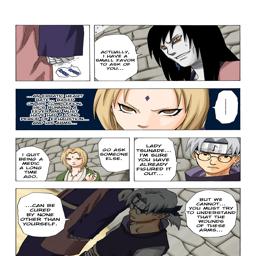 ACTUALLY,
I HAVE A
SMALL FAVOR
TO ASK OF
YOU...
...
LADY
TSUNADE...
I'M SURE
YOU HAVE
ALREADY
FIGURED IT
OUT...
GO ASK
SOMEONE
ELSE.
I QUIT
BEING A
MEDIC
A LONG
TIME
AGO.
BUT WE
CANNOT...
YOU MUST TRY
TO UNDERSTAND
THAT THE
WOUNDS
OF THESE
ARMS...
...CAN BE
CURED BY
NONE OTHER
THAN
YOURSELF.